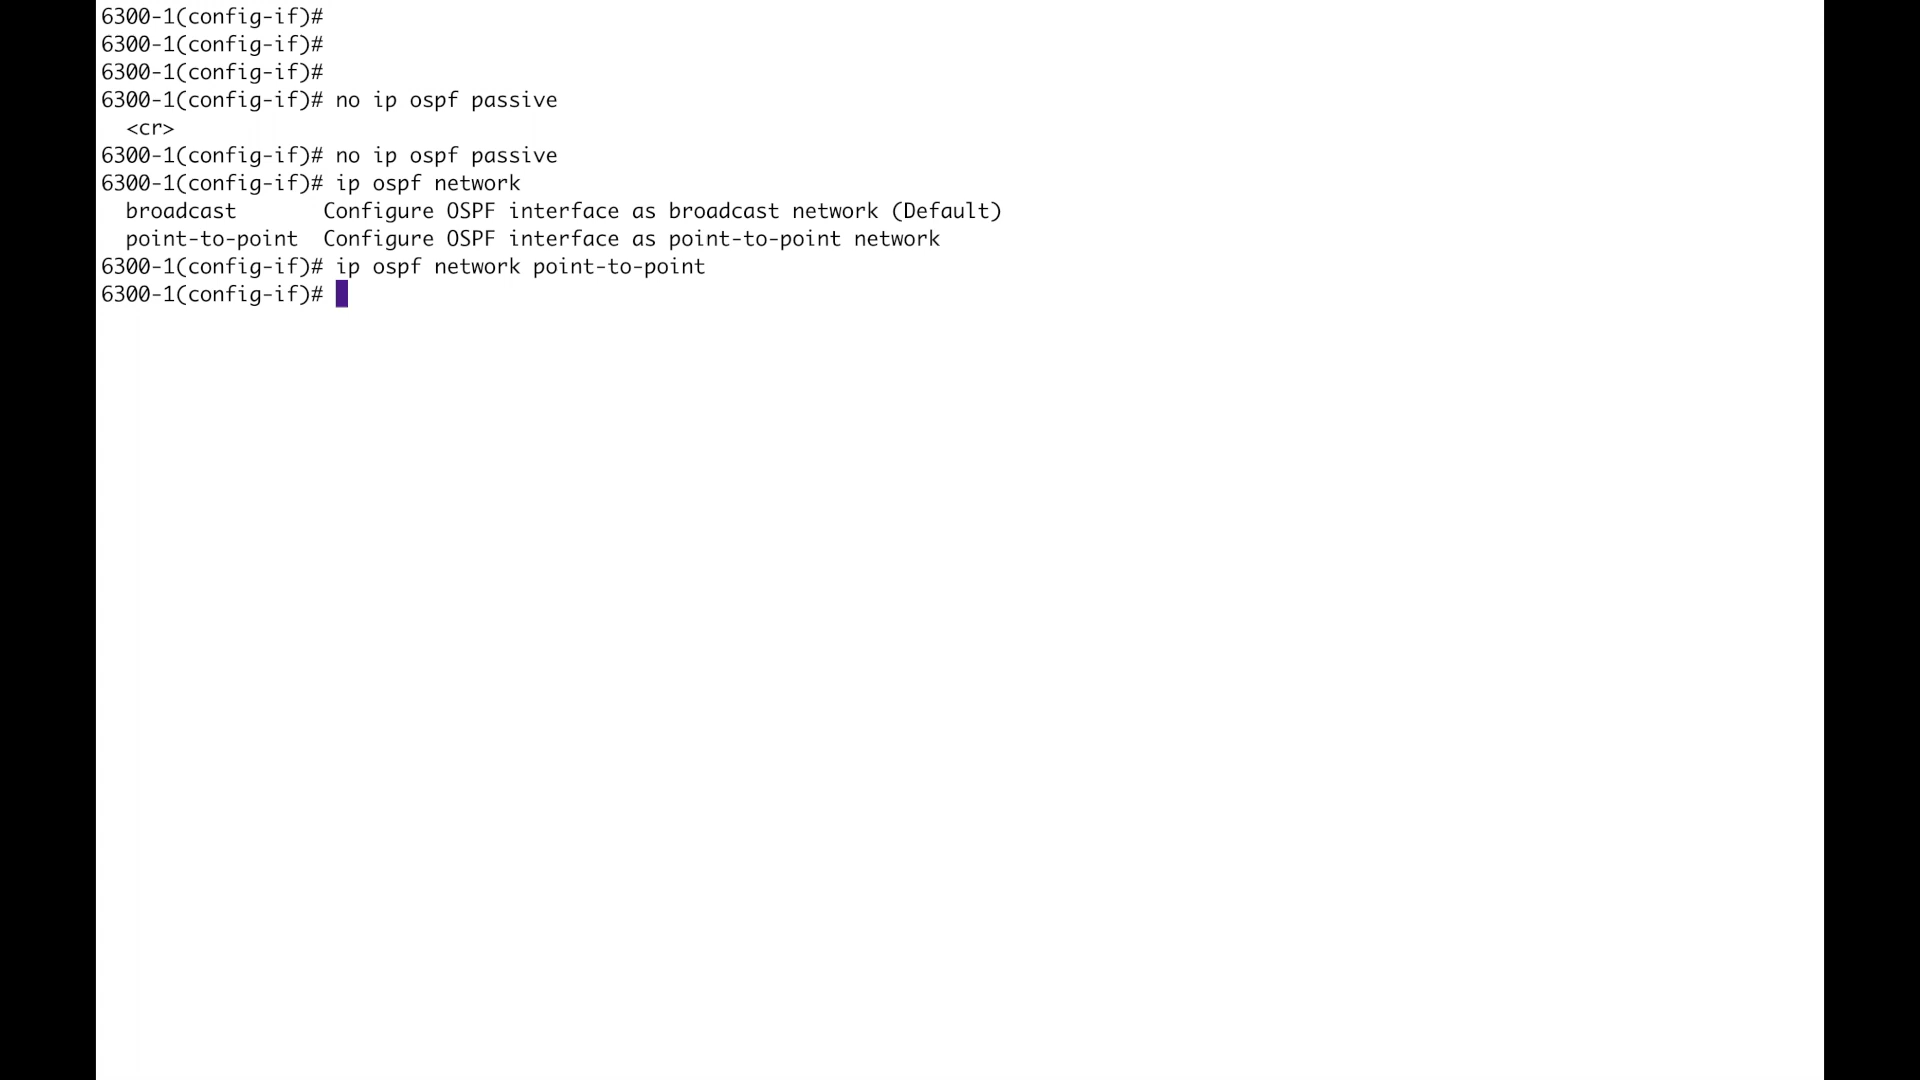 6300-1(config-if)#
6300-1(config-if)#
6300-1(config-if)#
6300-1(config-if)# no ip ospf passive
  <cr>
6300-1(config-if)# no ip ospf passive
6300-1(config-if)# ip ospf network
  broadcast       Configure OSPF interface as broadcast network (Default)
  point-to-point  Configure OSPF interface as point-to-point network
6300-1(config-if)# ip ospf network point-to-point
6300-1(config-if)#